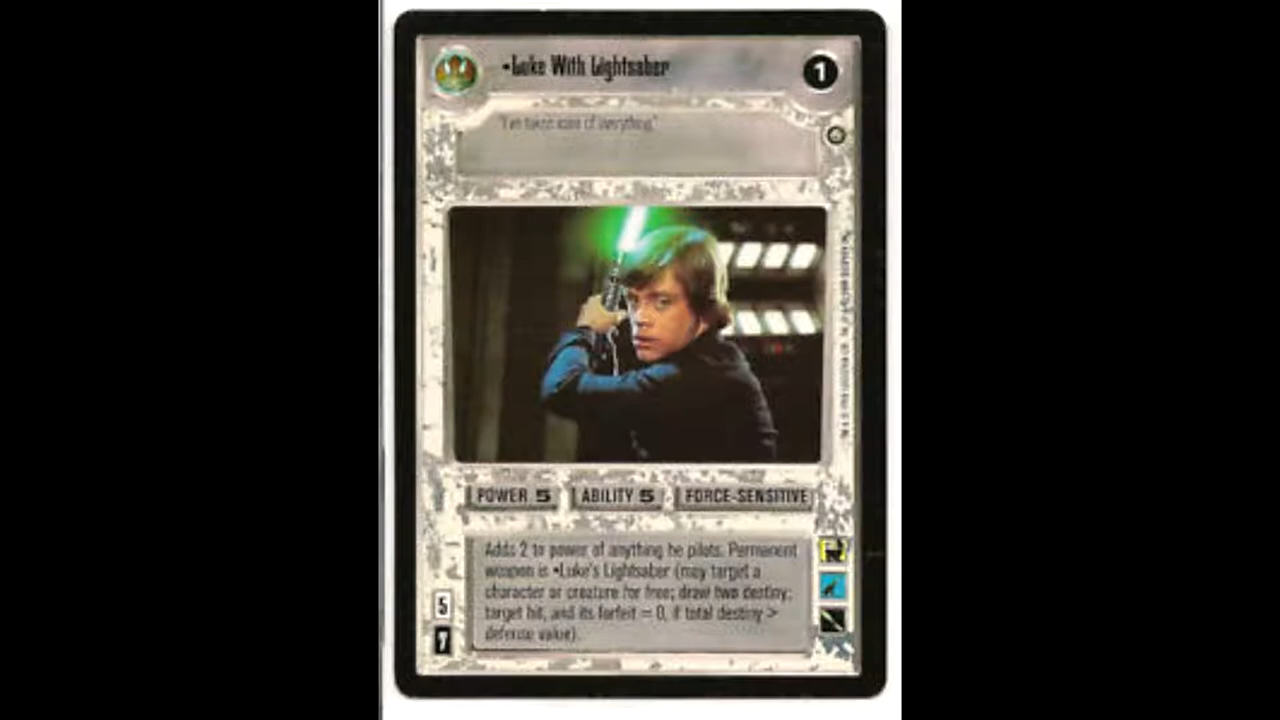 •Luke With Lightsaber
1
"I've taken care of everything."
POWER 5
ABILITY 5
FORCE-SENSITIVE
Adds 2 to power of anything he pilots. Permanent
weapon is •Luke's Lightsaber (may target a
character or creature for free; draw two destiny;
target hit, and its forfeit = 0, if total destiny >
defense value).
5
7